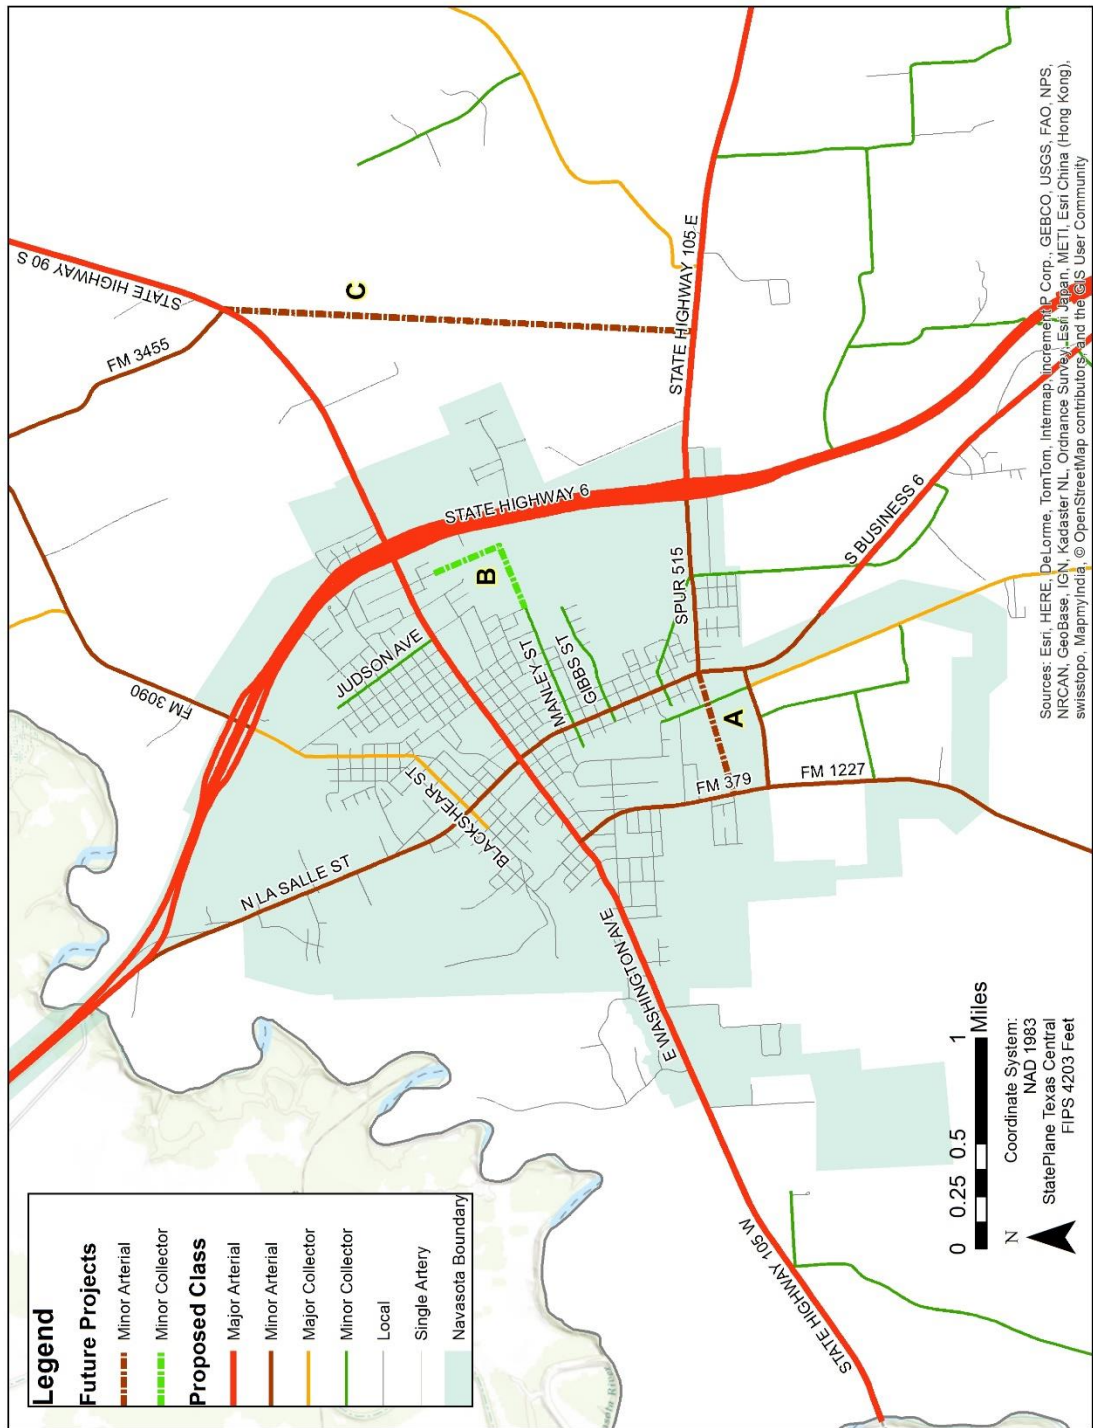 Legend
Future Projects
Minor Arterial
Minor Collector
Proposed Class
Major Arterial
Minor Arterial
Major Collector
Minor Collector
Local
Single Artery
Navasota Boundary
STATE HIGHWAY 90 S
FM 3455
C
FM 3090
STATE HIGHWAY 6
JUDSON AVE
B
MANLEY ST
GIBBS ST
BLACKSHEAR ST
N LA SALLE ST
STATE HIGHWAY 105 E
SPUR 515
A
FM 379
FM 1227
S BUSINESS 6
E WASHINGTON AVE
STATE HIGHWAY 105 W
0 0.25 0.5 1
Miles
N
Coordinate System:
NAD 1983
StatePlane Texas Central
FIPS 4203 Feet
Sources: Esri, HERE, DeLorme, TomTom, Intermap, increment P Corp., GEBCO, USGS, FAO, NPS,
NRCAN, GeoBase, IGN, Kadaster NL, Ordnance Survey, Esri Japan, METI, Esri China (Hong Kong),
swisstopo, MapmyIndia, © OpenStreetMap contributors, and the GIS User Community